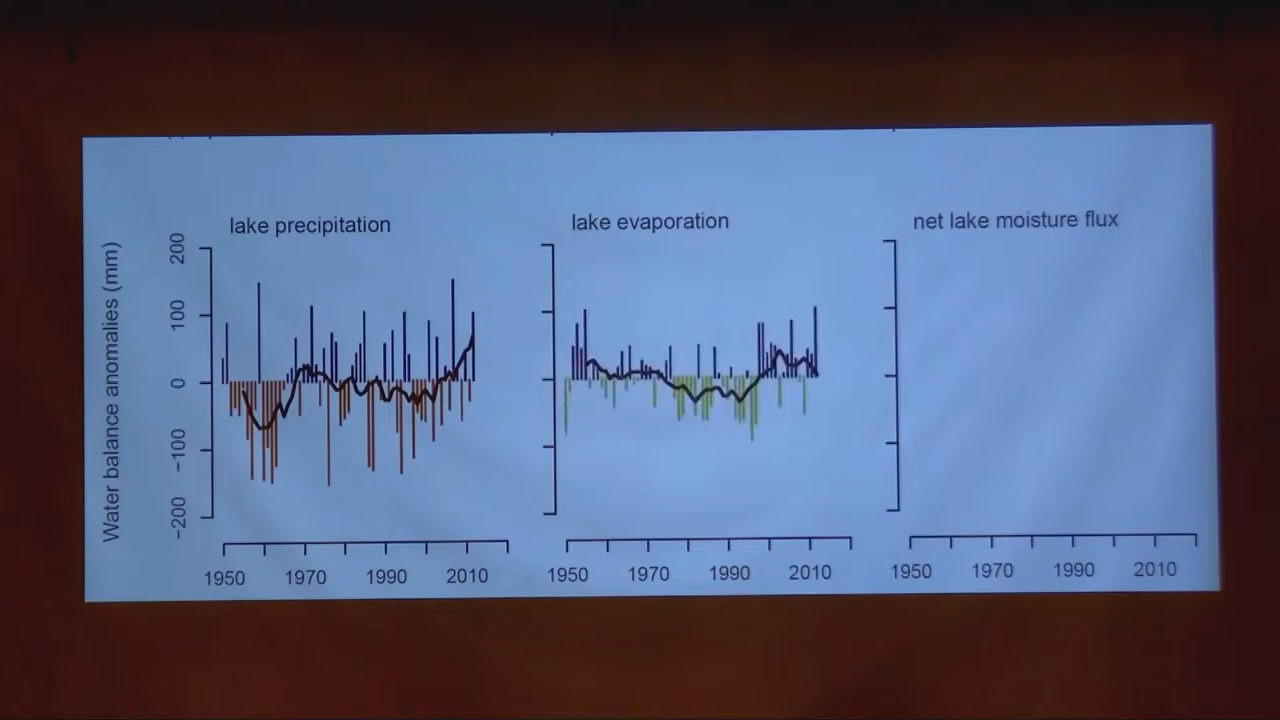 lake precipitation
lake evaporation
net lake moisture flux
Water balance anomalies (mm)
200
100
0
−100
−200
1950 1970 1990 2010
1950 1970 1990 2010
1950 1970 1990 2010